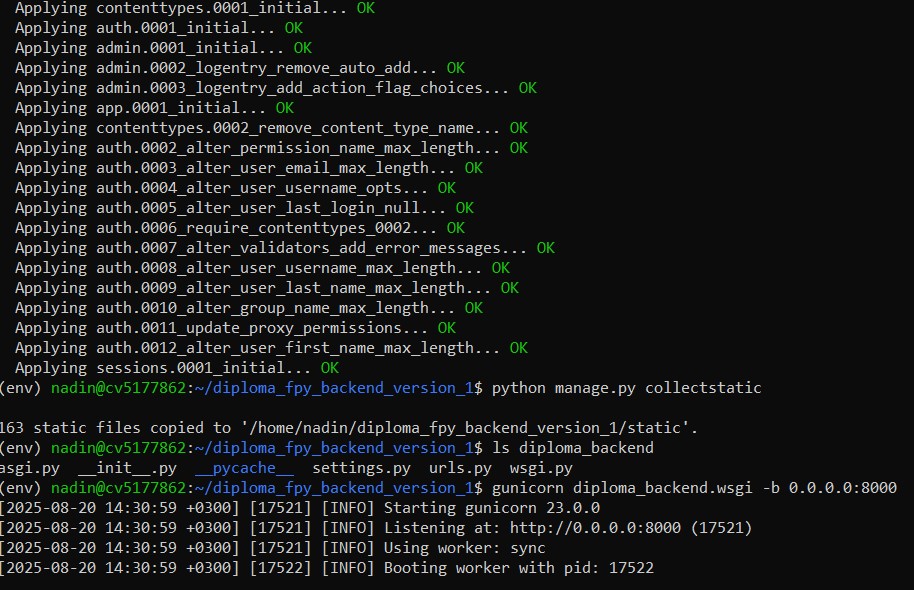 Applying contenttypes.0001_initial... OK
Applying auth.0001_initial... OK
Applying admin.0001_initial... OK
Applying admin.0002_logentry_remove_auto_add... OK
Applying admin.0003_logentry_add_action_flag_choices... OK
Applying app.0001_initial... OK
Applying contenttypes.0002_remove_content_type_name... OK
Applying auth.0002_alter_permission_name_max_length... OK
Applying auth.0003_alter_user_email_max_length... OK
Applying auth.0004_alter_user_username_opts... OK
Applying auth.0005_alter_user_last_login_null... OK
Applying auth.0006_require_contenttypes_0002... OK
Applying auth.0007_alter_validators_add_error_messages... OK
Applying auth.0008_alter_user_username_max_length... OK
Applying auth.0009_alter_user_last_name_max_length... OK
Applying auth.0010_alter_group_name_max_length... OK
Applying auth.0011_update_proxy_permissions... OK
Applying auth.0012_alter_user_first_name_max_length... OK
Applying sessions.0001_initial... OK
(env) nadin@cv5177862:~/diploma_fpy_backend_version_1$ python manage.py collectstatic
163 static files copied to '/home/nadin/diploma_fpy_backend_version_1/static'.
(env) nadin@cv5177862:~/diploma_fpy_backend_version_1$ ls diploma_backend
asgi.py  __init__.py  __pycache__  settings.py  urls.py  wsgi.py
(env) nadin@cv5177862:~/diploma_fpy_backend_version_1$ gunicorn diploma_backend.wsgi -b 0.0.0.0:8000
[2025-08-20 14:30:59 +0300] [17521] [INFO] Starting gunicorn 23.0.0
[2025-08-20 14:30:59 +0300] [17521] [INFO] Listening at: http://0.0.0.0:8000 (17521)
[2025-08-20 14:30:59 +0300] [17521] [INFO] Using worker: sync
[2025-08-20 14:30:59 +0300] [17522] [INFO] Booting worker with pid: 17522